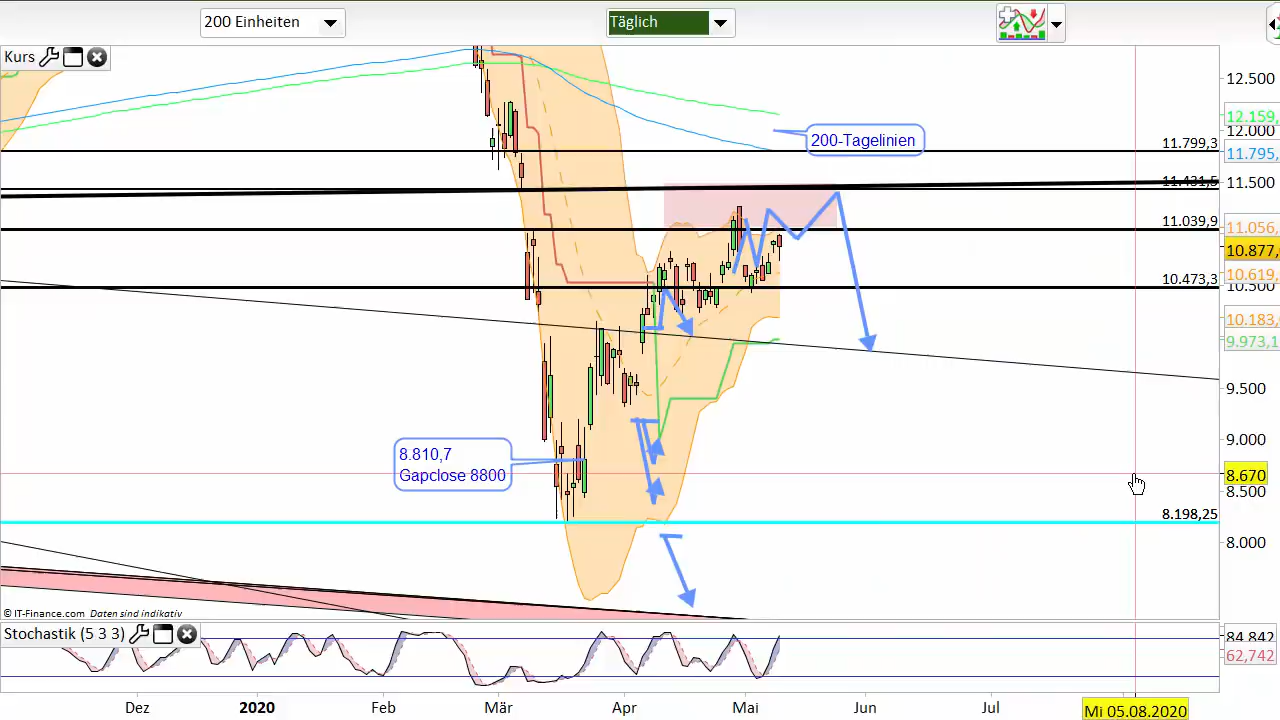 200 Einheiten
Täglich
Kurs
12.500
12.159,
12.000
200-Tagelinien
11.799,3
11.795,
11.431,5
11.500
11.039,9
11.056,
10.877,
10.619,
10.473,3
10.500
10.183,
9.973,1
9.500
8.810,7
Gapclose 8800
9.000
8.670
8.500
8.198,25
8.000
© IT-Finance.com Daten sind indikativ
Stochastik (5 3 3)
84,842
62,742
Dez
2020
Feb
Mär
Apr
Mai
Jun
Jul
Mi 05.08.2020